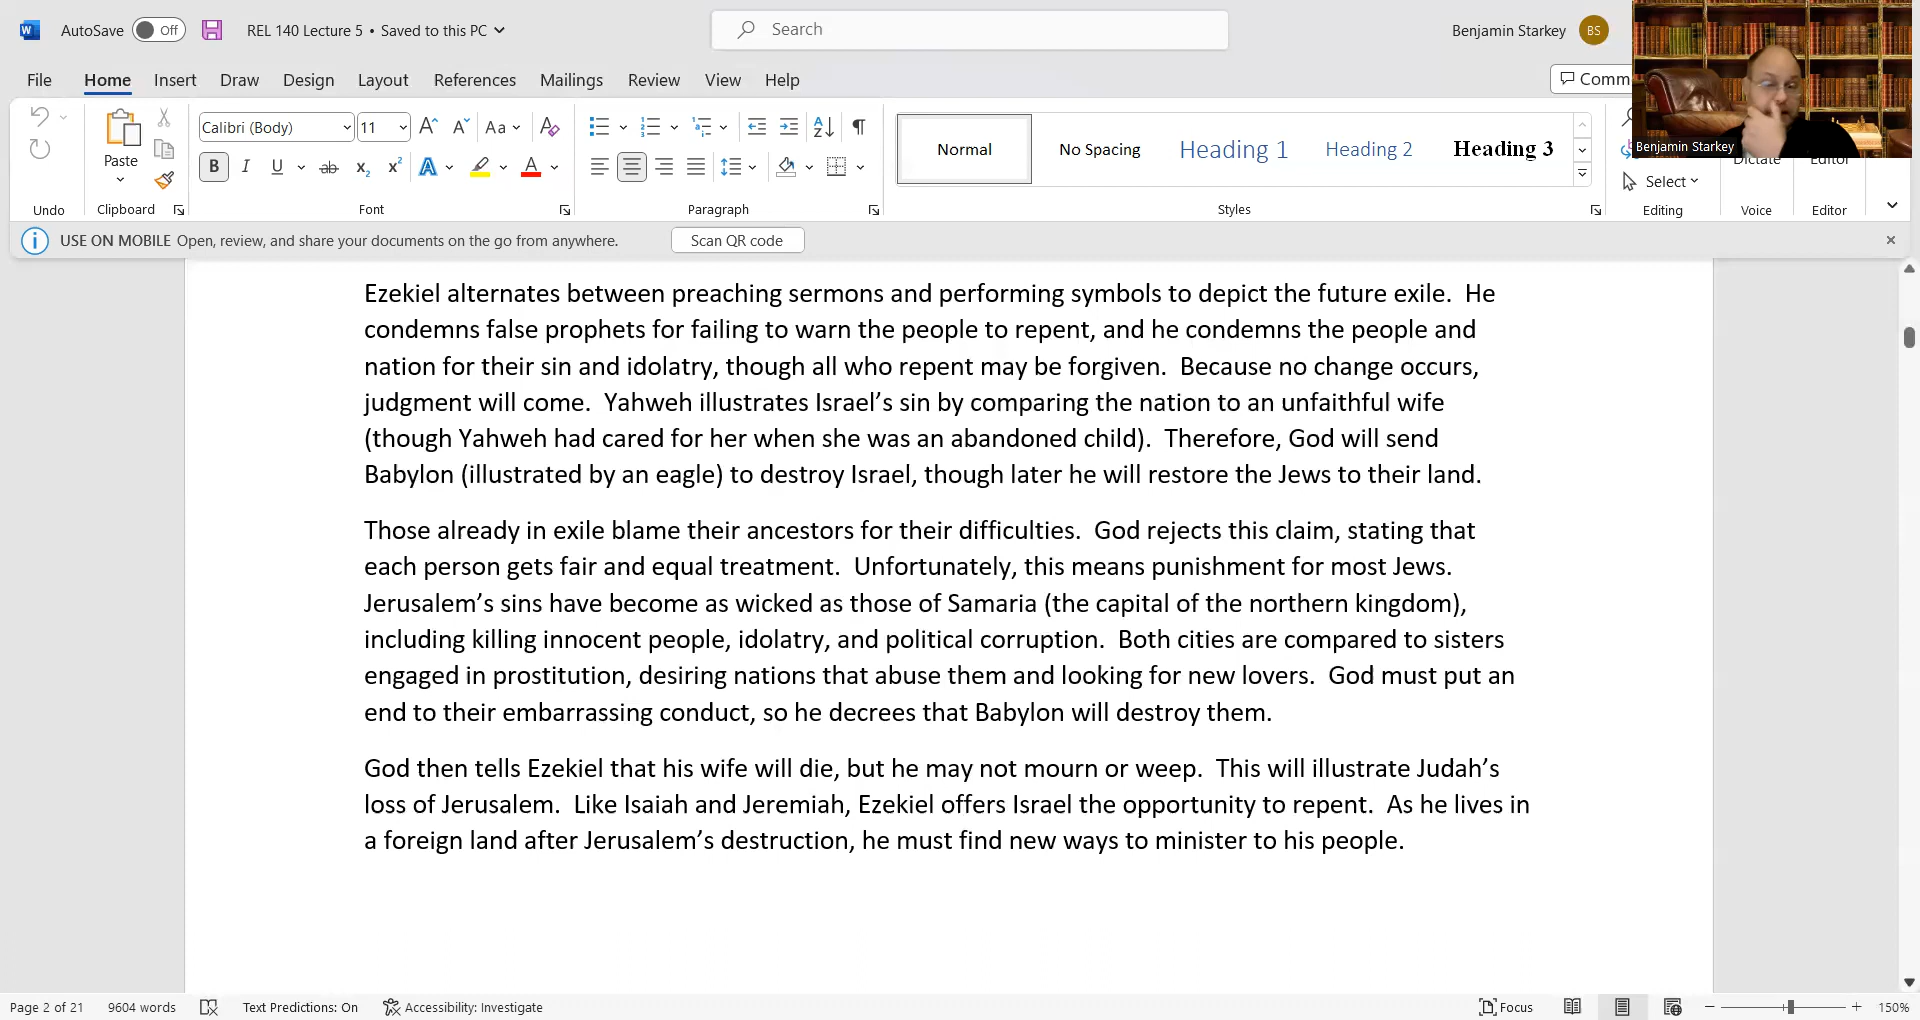 AutoSave Off REL 140 Lecture 5 • Saved to this PC Search Benjamin Starkey BS
File Home Insert Draw Design Layout References Mailings Review View Help Comm
Calibri (Body) 11 Aa Normal No Spacing Heading 1 Heading 2 Heading 3
Benjamin Starkey
Paste B I U ab x2 x2 A A Dictate Editor
Select
Undo Clipboard Font Paragraph Styles Editing Voice Editor
USE ON MOBILE Open, review, and share your documents on the go from anywhere. Scan QR code
Ezekiel alternates between preaching sermons and performing symbols to depict the future exile.  He
condemns false prophets for failing to warn the people to repent, and he condemns the people and
nation for their sin and idolatry, though all who repent may be forgiven.  Because no change occurs,
judgment will come.  Yahweh illustrates Israel’s sin by comparing the nation to an unfaithful wife
(though Yahweh had cared for her when she was an abandoned child).  Therefore, God will send
Babylon (illustrated by an eagle) to destroy Israel, though later he will restore the Jews to their land.
Those already in exile blame their ancestors for their difficulties.  God rejects this claim, stating that
each person gets fair and equal treatment.  Unfortunately, this means punishment for most Jews.
Jerusalem’s sins have become as wicked as those of Samaria (the capital of the northern kingdom),
including killing innocent people, idolatry, and political corruption.  Both cities are compared to sisters
engaged in prostitution, desiring nations that abuse them and looking for new lovers.  God must put an
end to their embarrassing conduct, so he decrees that Babylon will destroy them.
God then tells Ezekiel that his wife will die, but he may not mourn or weep.  This will illustrate Judah’s
loss of Jerusalem.  Like Isaiah and Jeremiah, Ezekiel offers Israel the opportunity to repent.  As he lives in
a foreign land after Jerusalem’s destruction, he must find new ways to minister to his people.
Page 2 of 21 9604 words Text Predictions: On Accessibility: Investigate Focus 150%